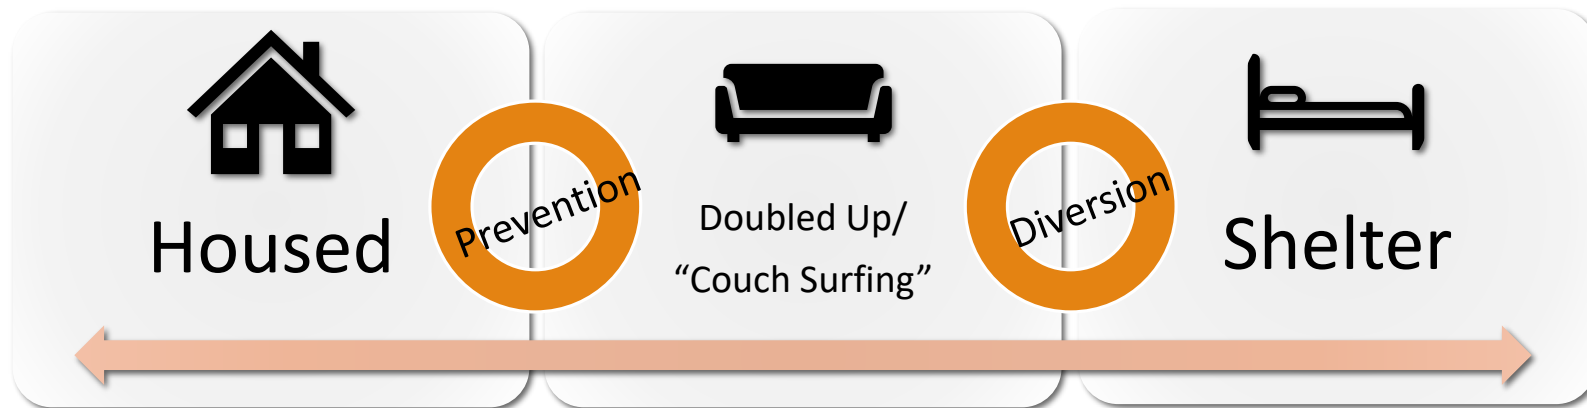 Housed
Prevention
Doubled Up/
“Couch Surfing”
Diversion
Shelter